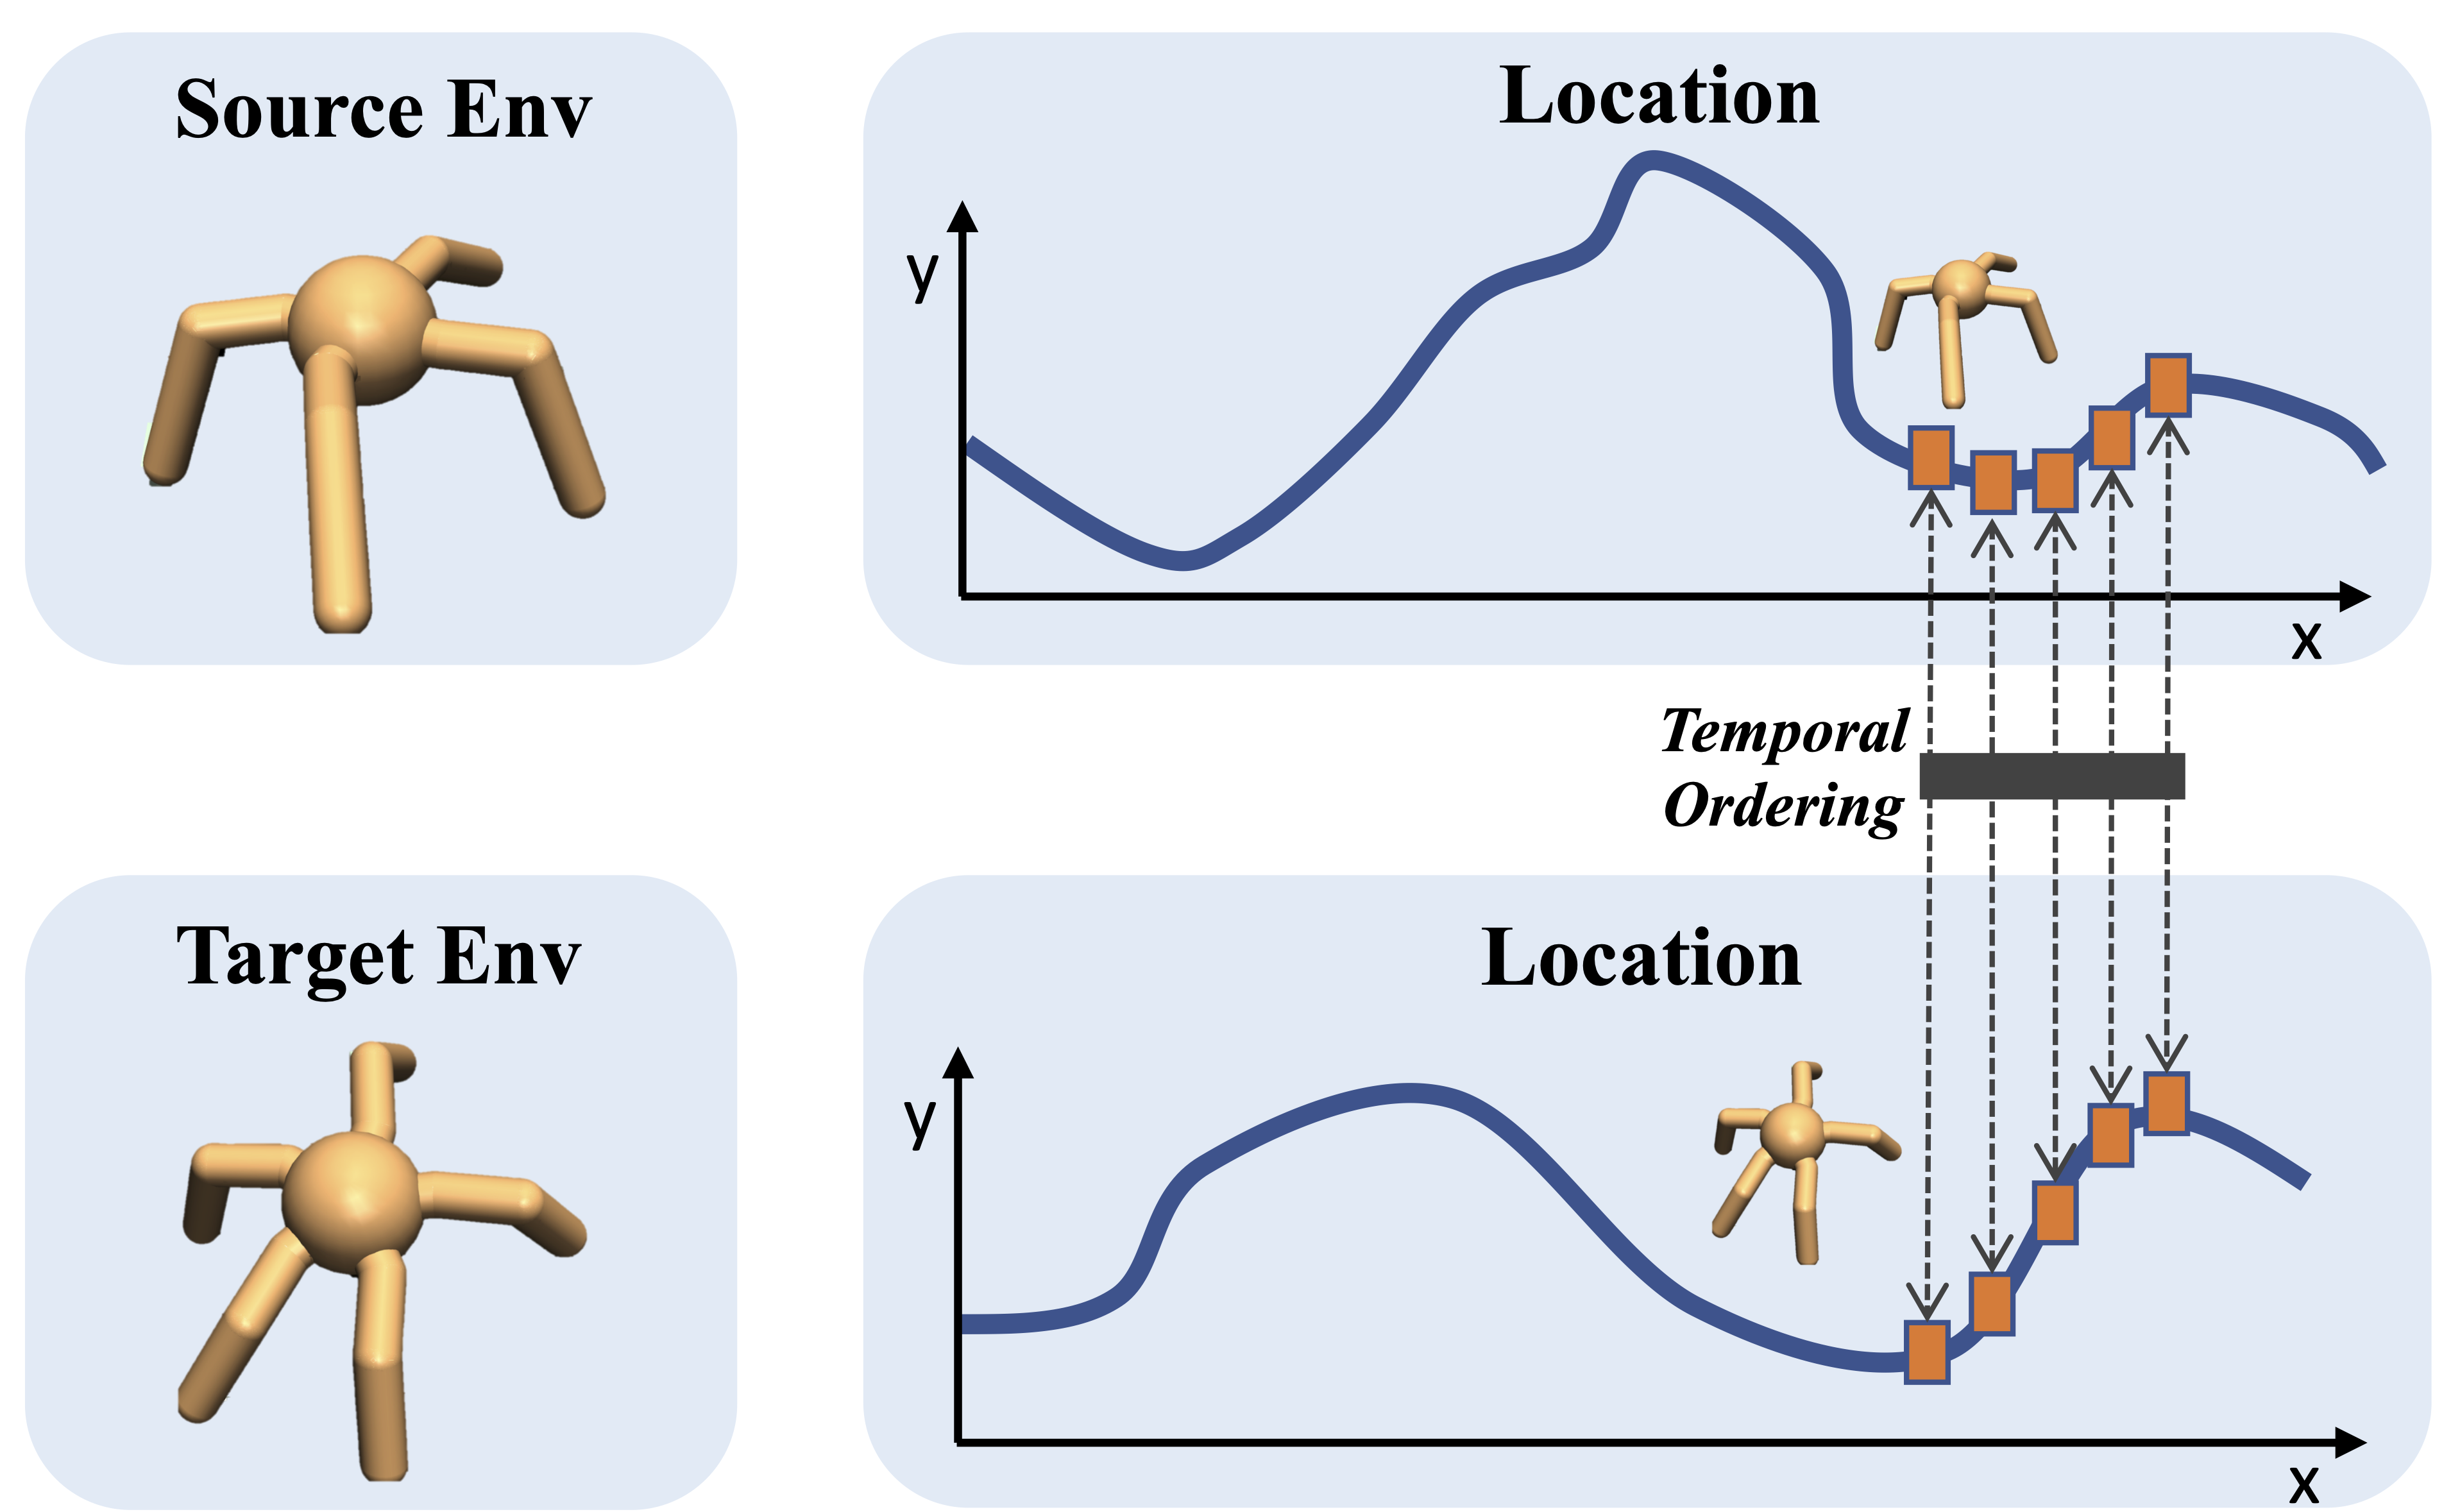 Source Env
Location
y
x
Temporal
Ordering
Target Env
Location
y
x